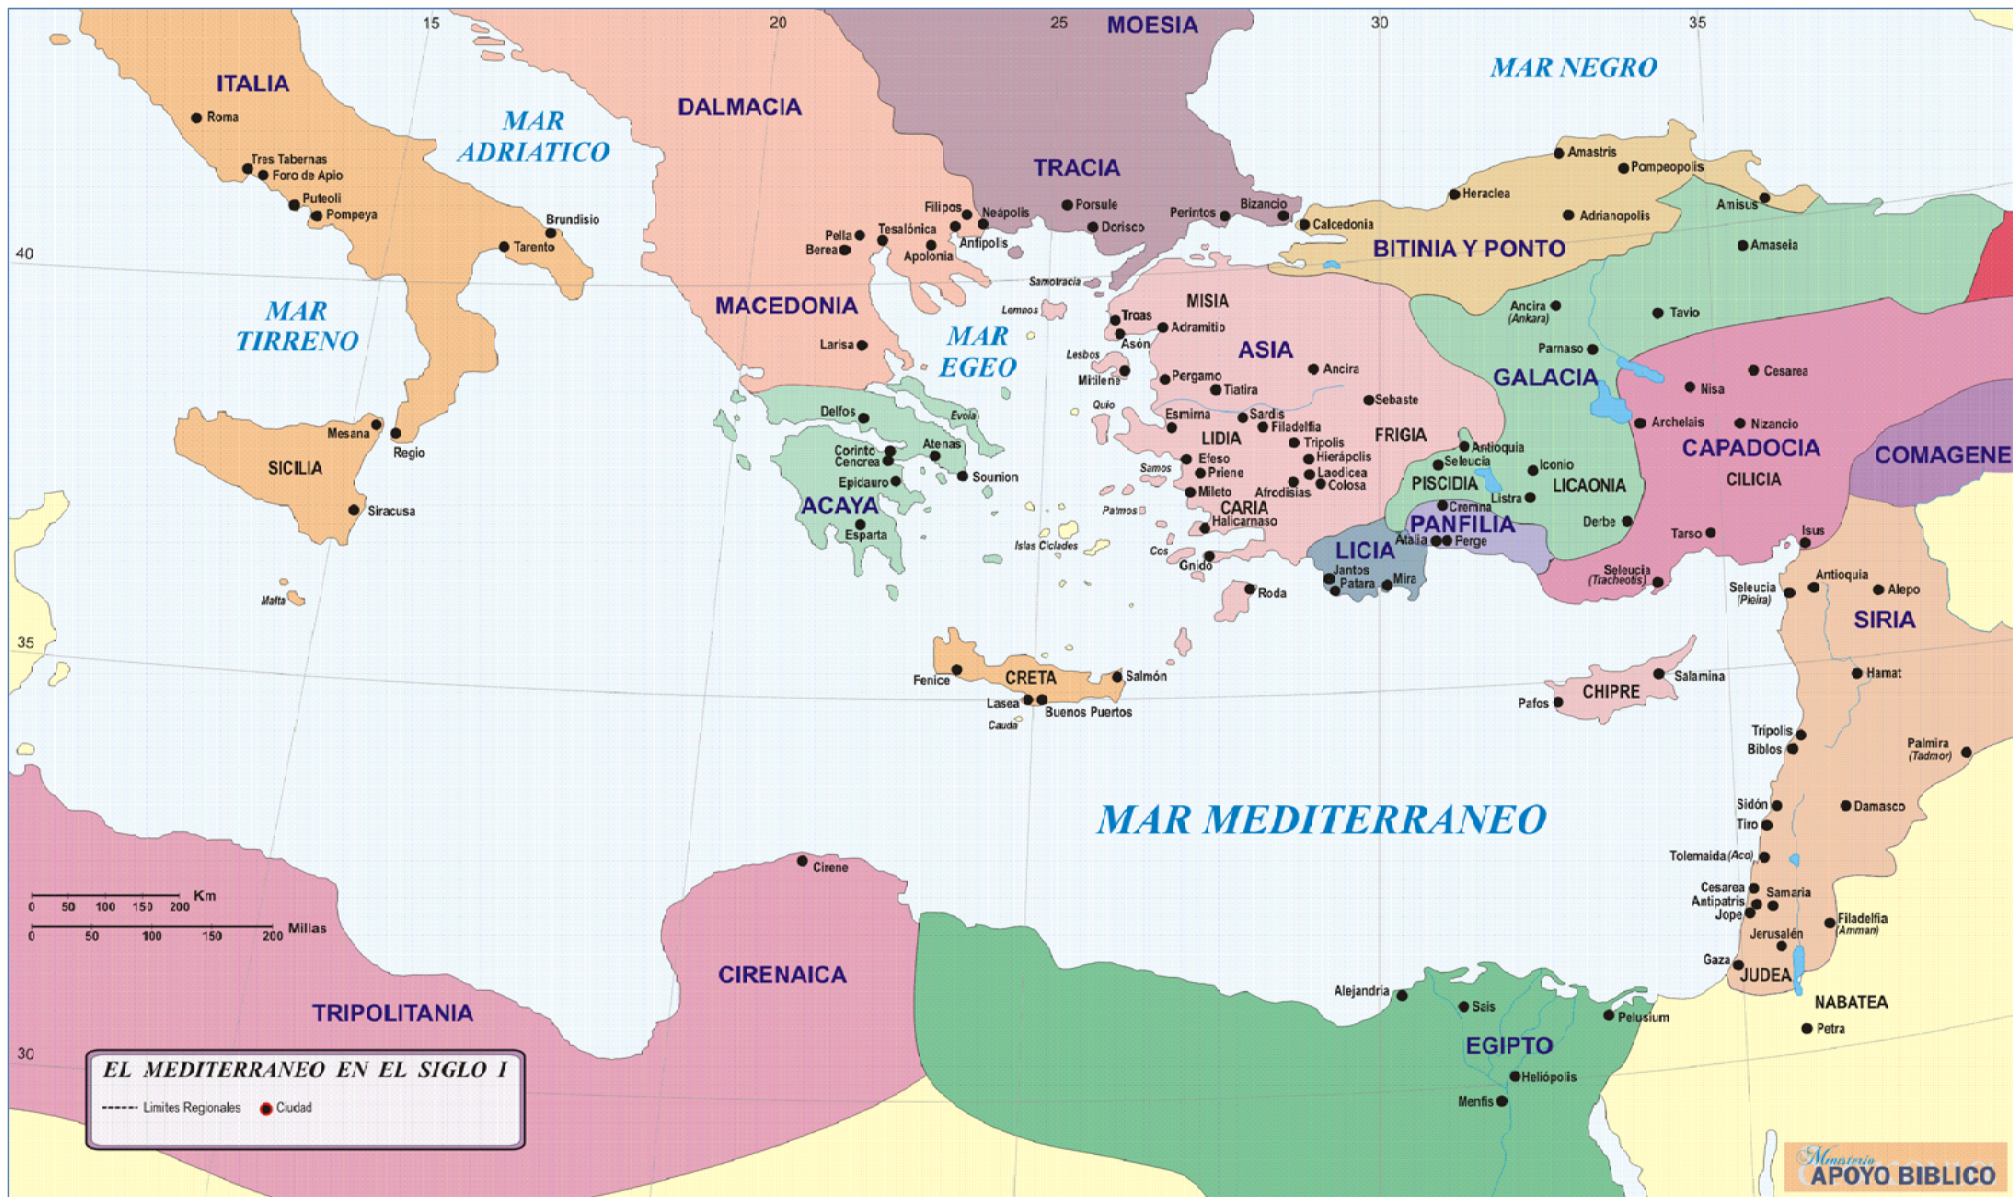 15
20
25
30
35
MOESIA
MAR NEGRO
ITALIA
DALMACIA
Roma
MAR
ADRIATICO
Tres Tabernas
Foro de Apio
Puteoli
Pompeya
Brundisio
Tarento
TRACIA
Porsule
Dorisco
Perintos
Bizancio
Filipos
Neápolis
Antípolis
Tesalónica
Apolonia
Pella
Berea
Calcedonia
Heraclea
Amastris
Pompeopolis
Adrianopolis
Amisus
Amaseia
BITINIA Y PONTO
40
MAR
TIRRENO
MACEDONIA
Larisa
MAR
EGEO
Samotracia
Lemnos
MISIA
Troas
Asón
Adramitio
Lesbos
Mitilene
ASIA
Pergamo
Tiatira
Ancira
Sebaste
Ancira
(Ankara)
Tavio
Parnaso
GALACIA
Nisa
Cesarea
Archelais
Nizancio
CAPADOCIA
CILICIA
COMAGENE
Quio
Esmirna
Sardis
Filadelfia
LIDIA
Tripolis
Hierápolis
Laodicea
Colosa
Afrodisias
FRIGIA
Antioquia
Seleucia
PISCIDIA
Iconio
Listra
LICAONIA
Derbe
Cremina
PANFILIA
Atalia
Perge
Efeso
Priene
Samos
Mileto
CARIA
Halicarnaso
Patmos
Cos
Gnido
Roda
LICIA
Jantos
Patara
Mira
Tarso
Isus
Seleucia
(Tracheotis)
Mesana
Regio
SICILIA
Siracusa
Malta
Delfos
Evoia
Atenas
Corinto
Cencrea
Epidauro
Sounion
ACAYA
Esparta
Islas Ciclades
Seleucia
(Pieira)
Antioquia
Alepo
SIRIA
Hamat
35
Fenice
CRETA
Salmón
Lasea
Buenos Puertos
Cauda
CHIPRE
Salamina
Pafos
Trípolis
Biblos
Palmira
(Tadmor)
MAR MEDITERRANEO
Sidón
Damasco
Tiro
Tolemaida (Aco)
Cesarea
Samaria
Antipatris
Jope
Filadelfia
(Amman)
Jerusalén
Gaza
JUDEA
NABATEA
Petra
Cirene
CIRENAICA
TRIPOLITANIA
Km
0 50 100 150 200
Millas
0 50 100 150 200
Alejandría
Sais
Pelusium
EGIPTO
Heliópolis
Menfis
30
EL MEDITERRANEO EN EL SIGLO I
Limites Regionales
Ciudad
Ministerio
APOYO BIBLICO